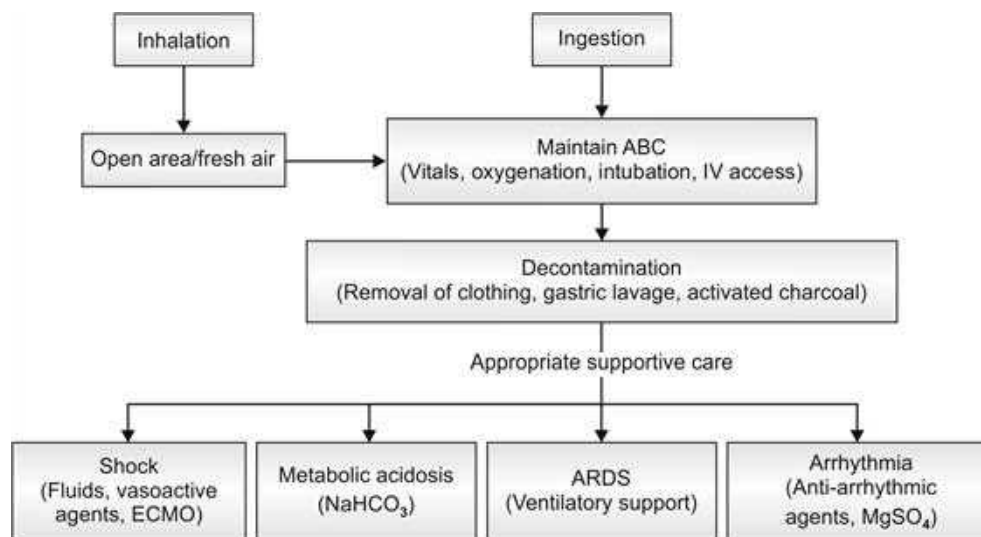 Inhalation
Ingestion
Open area/fresh air
Maintain ABC
(Vitals, oxygenation, intubation, IV access)
Decontamination
(Removal of clothing, gastric lavage, activated charcoal)
Appropriate supportive care
Shock
(Fluids, vasoactive
agents, ECMO)
Metabolic acidosis
(NaHCO₃)
ARDS
(Ventilatory support)
Arrhythmia
(Anti-arrhythmic
agents, MgSO₄)